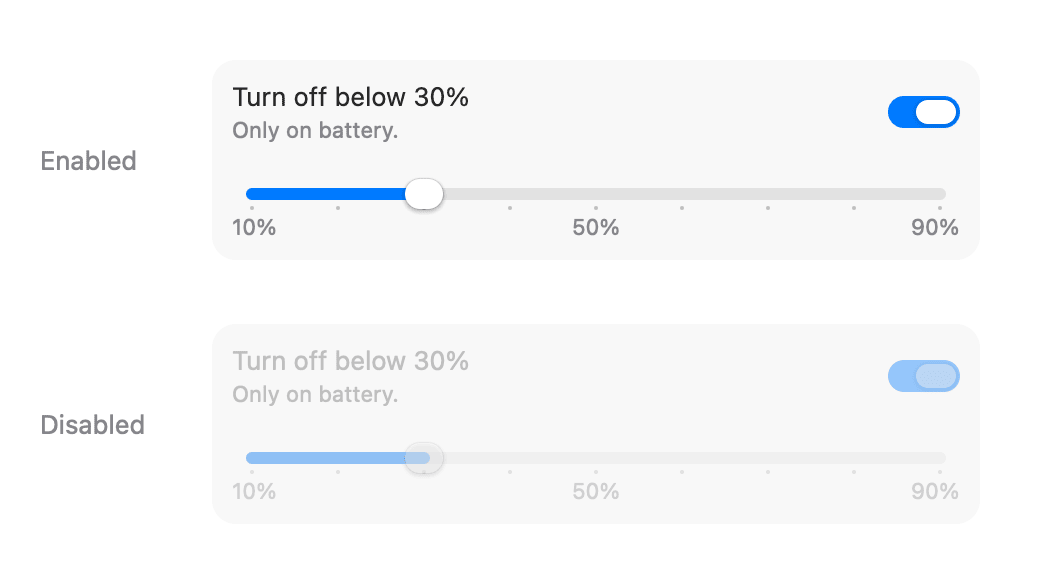 Enabled
Turn off below 30%
Only on battery.
10% 50% 90%
Disabled
Turn off below 30%
Only on battery.
10% 50% 90%